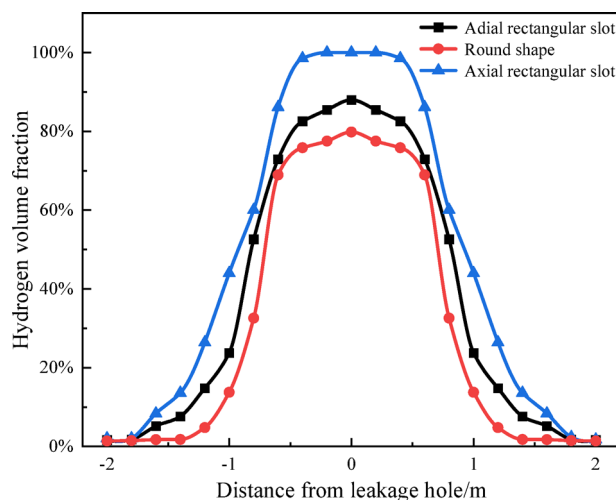 Adial rectangular slot
Round shape
Axial rectangular slot
Hydrogen volume fraction
100%
80%
60%
40%
20%
0%
-2 -1 0 1 2
Distance from leakage hole/m